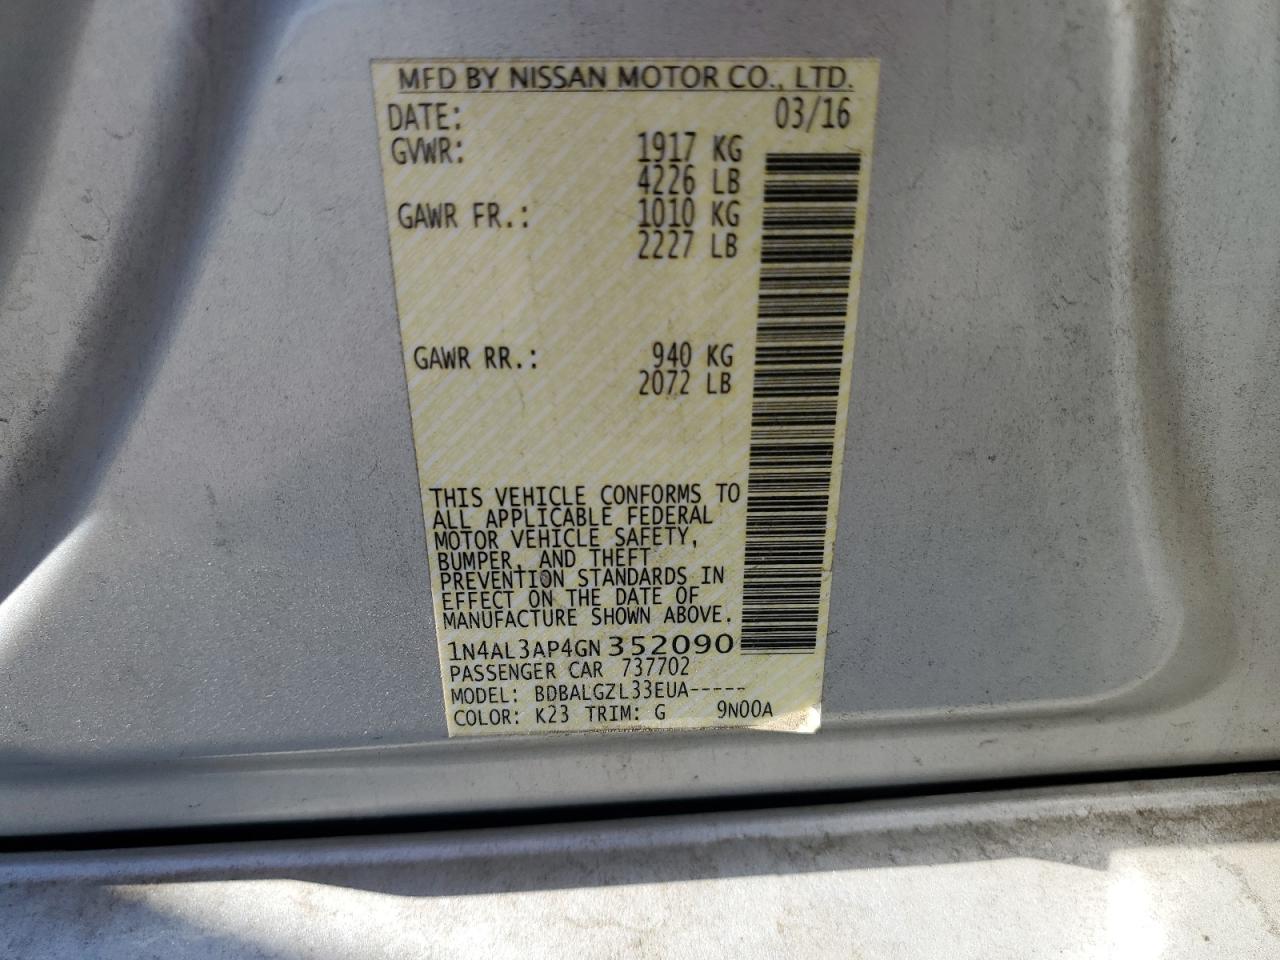 MFD BY NISSAN MOTOR CO., LTD.
DATE: 03/16
GVWR: 1917 KG
4226 LB
GAWR FR.: 1010 KG
2227 LB
GAWR RR.: 940 KG
2072 LB
THIS VEHICLE CONFORMS TO
ALL APPLICABLE FEDERAL
MOTOR VEHICLE SAFETY,
BUMPER, AND THEFT
PREVENTION STANDARDS IN
EFFECT ON THE DATE OF
MANUFACTURE SHOWN ABOVE.
1N4AL3AP4GN352090
PASSENGER CAR 737702
MODEL: BDBALGZL33EUA-----
COLOR: K23 TRIM: G 9N00A